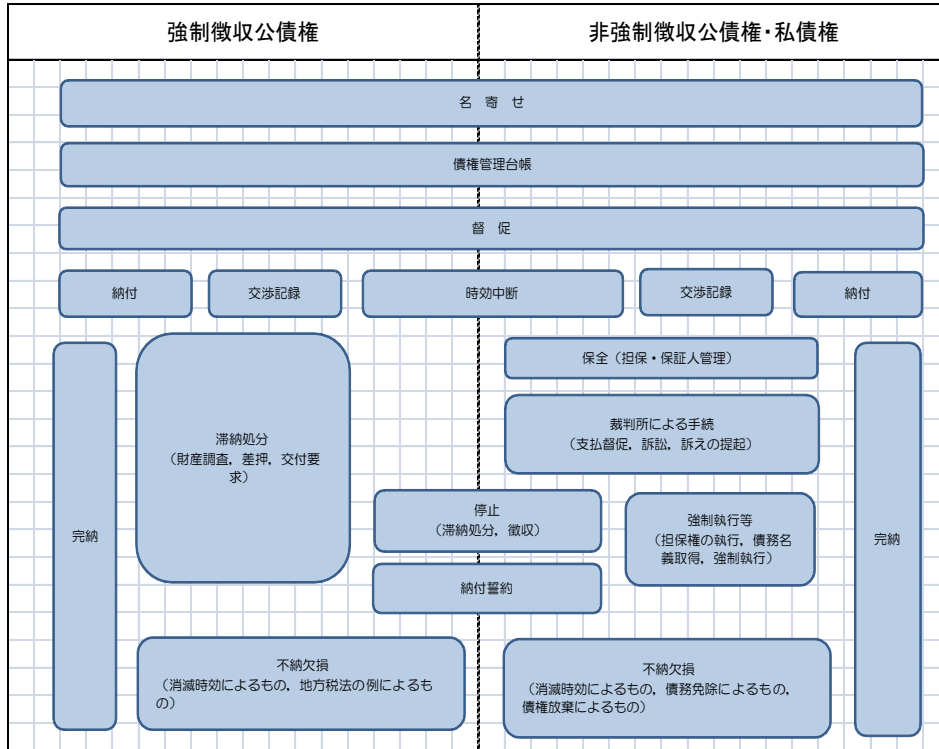 強制徴収公債権
非強制徴収公債権・私債権
名 寄 せ
債権管理台帳
督 促
納付
交渉記録
時効中断
交渉記録
納付
完納
滞納処分
（財産調査，差押，交付要
求）
保全（担保・保証人管理）
裁判所による手続
（支払督促，訴訟，訴えの提起）
停止
（滞納処分，徴収）
強制執行等
（担保権の執行，債務名
義取得，強制執行）
完納
納付誓約
不納欠損
（消滅時効によるもの，地方税法の例によるも
の）
不納欠損
（消滅時効によるもの，債務免除によるもの，
債権放棄によるもの）